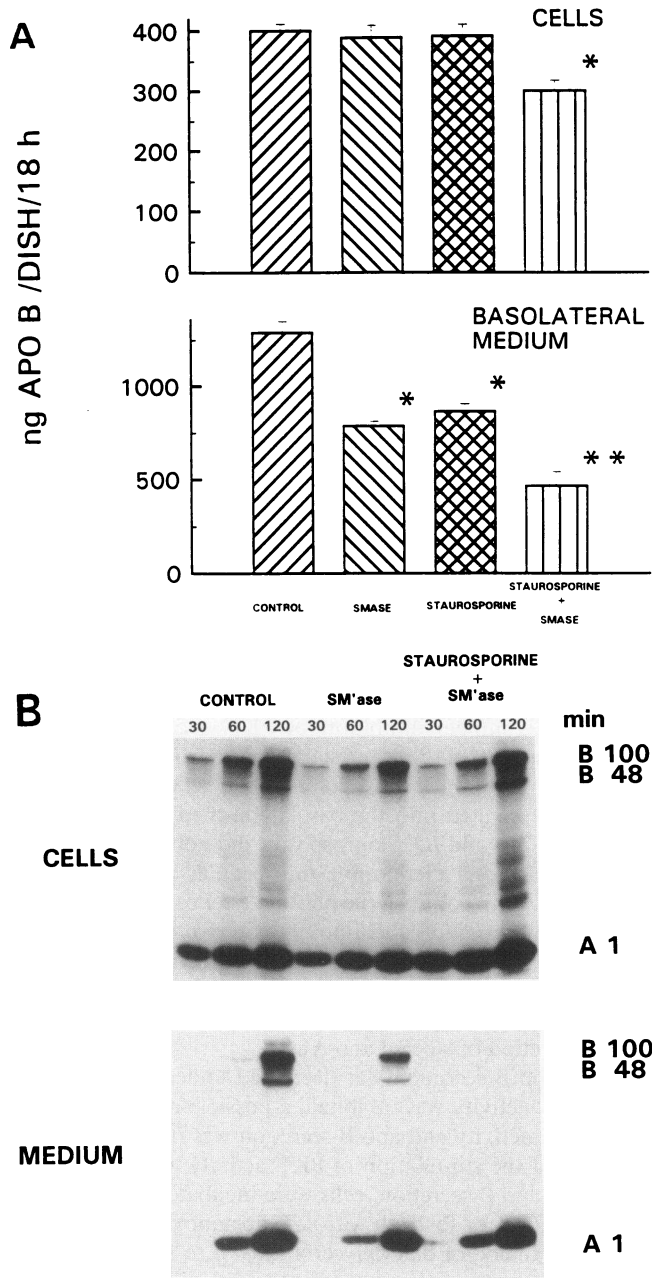 A
ng APO B /DISH/18 h
CELLS
400
300
200
100
0
*
BASOLATERAL
MEDIUM
1000
500
0
*
*
* *
CONTROL
SMASE
STAUROSPORINE
STAUROSPORINE
+
SMASE
B
STAUROSPORINE
+
CONTROL SM'ase SM'ase
30 60 120 30 60 120 30 60 120 min
B 100
B 48
CELLS
A 1
B 100
B 48
MEDIUM
A 1